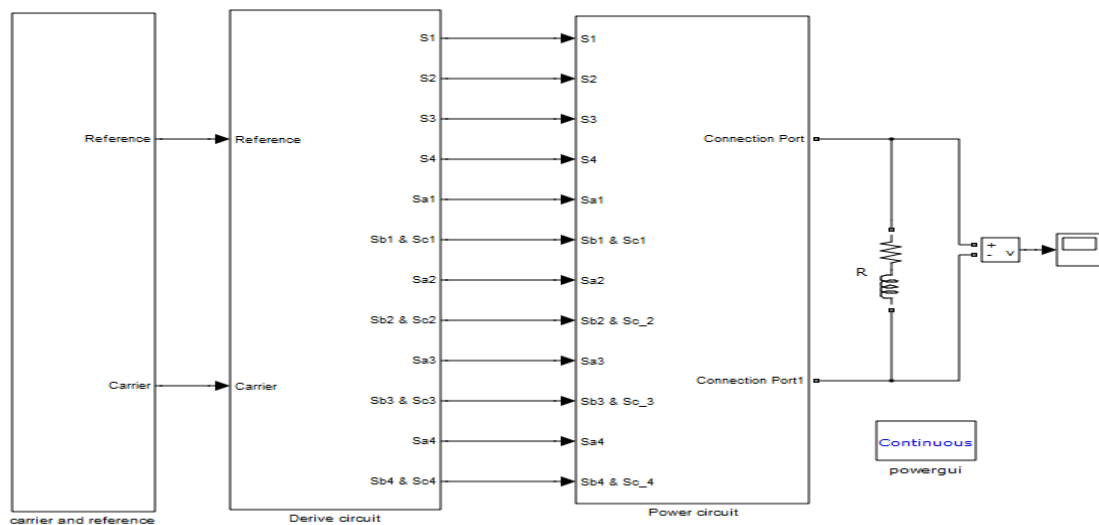 Reference
Carrier
carrier and reference
Reference
Carrier
S1
S2
S3
S4
Sa1
Sb1 & Sc1
Sa2
Sb2 & Sc2
Sa3
Sb3 & Sc3
Sa4
Sb4 & Sc4
Derive circuit
S1
S2
S3
S4
Sa1
Sb1 & Sc1
Sa2
Sb2 & Sc_2
Sa3
Sb3 & Sc_3
Sa4
Sb4 & Sc_4
Connection Port
Connection Port1
Power circuit
R
+
-
v
Continuous
powergui